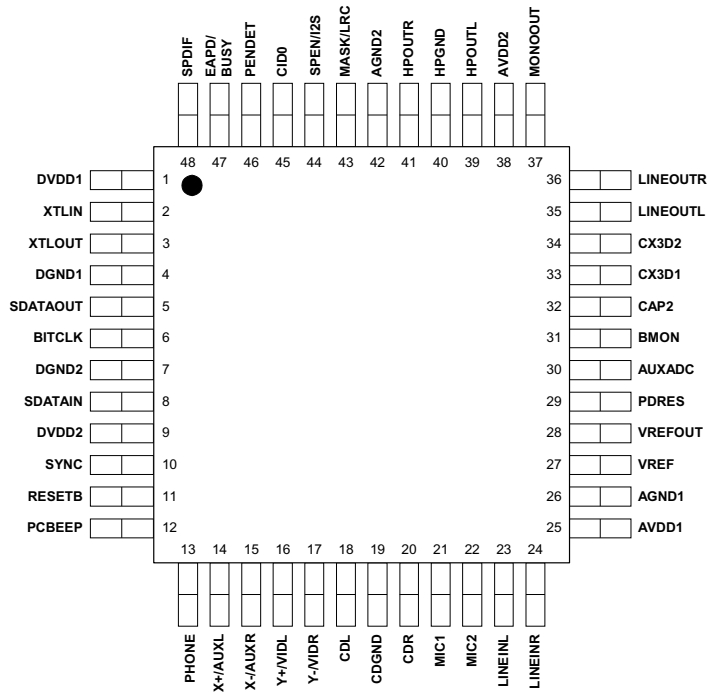 SPDIF
EAPD/
BUSY
PENDET
CID0
SPEN/I2S
MASK/LRC
AGND2
HPOUTR
HPGND
HPOUTL
AVDD2
MONOOUT
48 47 46 45 44 43 42 41 40 39 38 37
DVDD1 1 36 LINEOUTR
XTLIN 2 35 LINEOUTL
XTLOUT 3 34 CX3D2
DGND1 4 33 CX3D1
SDATAOUT 5 32 CAP2
BITCLK 6 31 BMON
DGND2 7 30 AUXADC
SDATAIN 8 29 PDRES
DVDD2 9 28 VREFOUT
SYNC 10 27 VREF
RESETB 11 26 AGND1
PCBEEP 12 25 AVDD1
13 14 15 16 17 18 19 20 21 22 23 24
PHONE
X+/AUXL
X-/AUXR
Y+/VIDL
Y-/VIDR
CDL
CDGND
CDR
MIC1
MIC2
LINEINL
LINEINR